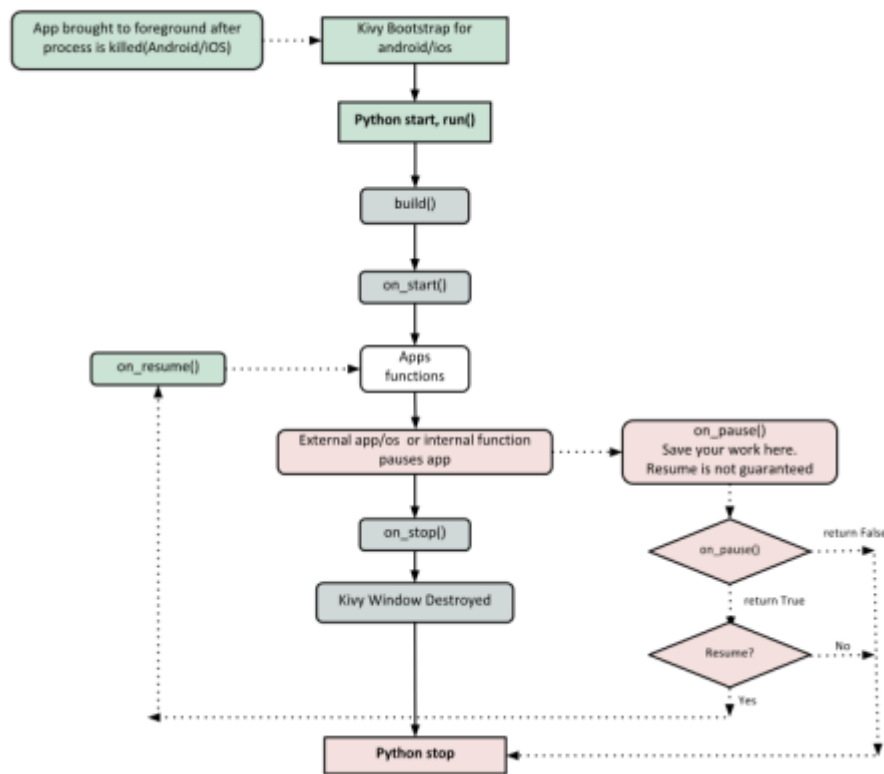 App brought to foreground after
process is killed(Android/iOS)
Kivy Bootstrap for
android/ios
Python start, run()
build()
on_start()
on_resume()
Apps
functions
External app/os or internal function
pauses app
on_pause()
Save your work here.
Resume is not guaranteed
on_stop()
on_pause()
return False
Kivy Window Destroyed
return True
Resume?
No
Yes
Python stop